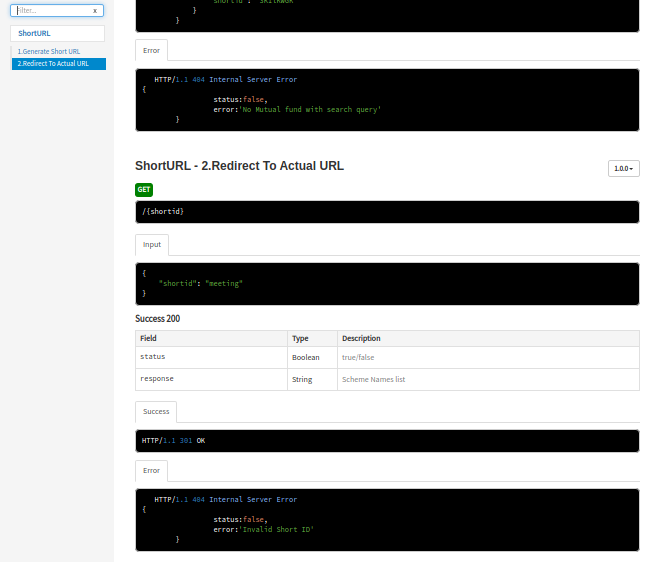 Filter...
x
ShortURL
1.Generate Short URL
2.Redirect To Actual URL
}
}
Error
HTTP/1.1 404 Internal Server Error
{
status:false,
error:'No Mutual fund with search query'
}
ShortURL - 2.Redirect To Actual URL
1.0.0
GET
/{shortid}
Input
{
"shortid": "meeting"
}
Success 200
Field Type Description
status Boolean true/false
response String Scheme Names list
Success
HTTP/1.1 301 OK
Error
HTTP/1.1 404 Internal Server Error
{
status:false,
error:'Invalid Short ID'
}